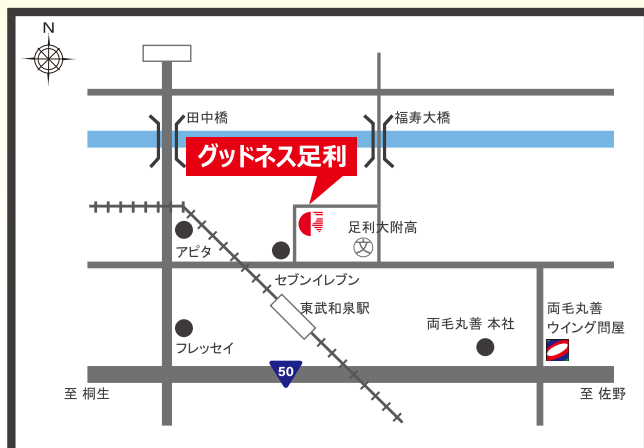 N
田中橋
福寿大橋
グッドネス足利
足利大附高
文
アピタ
セブンイレブン
東武和泉駅
両毛丸善
ウイング問屋
両毛丸善 本社
フレッセイ
50
至 桐生
至 佐野